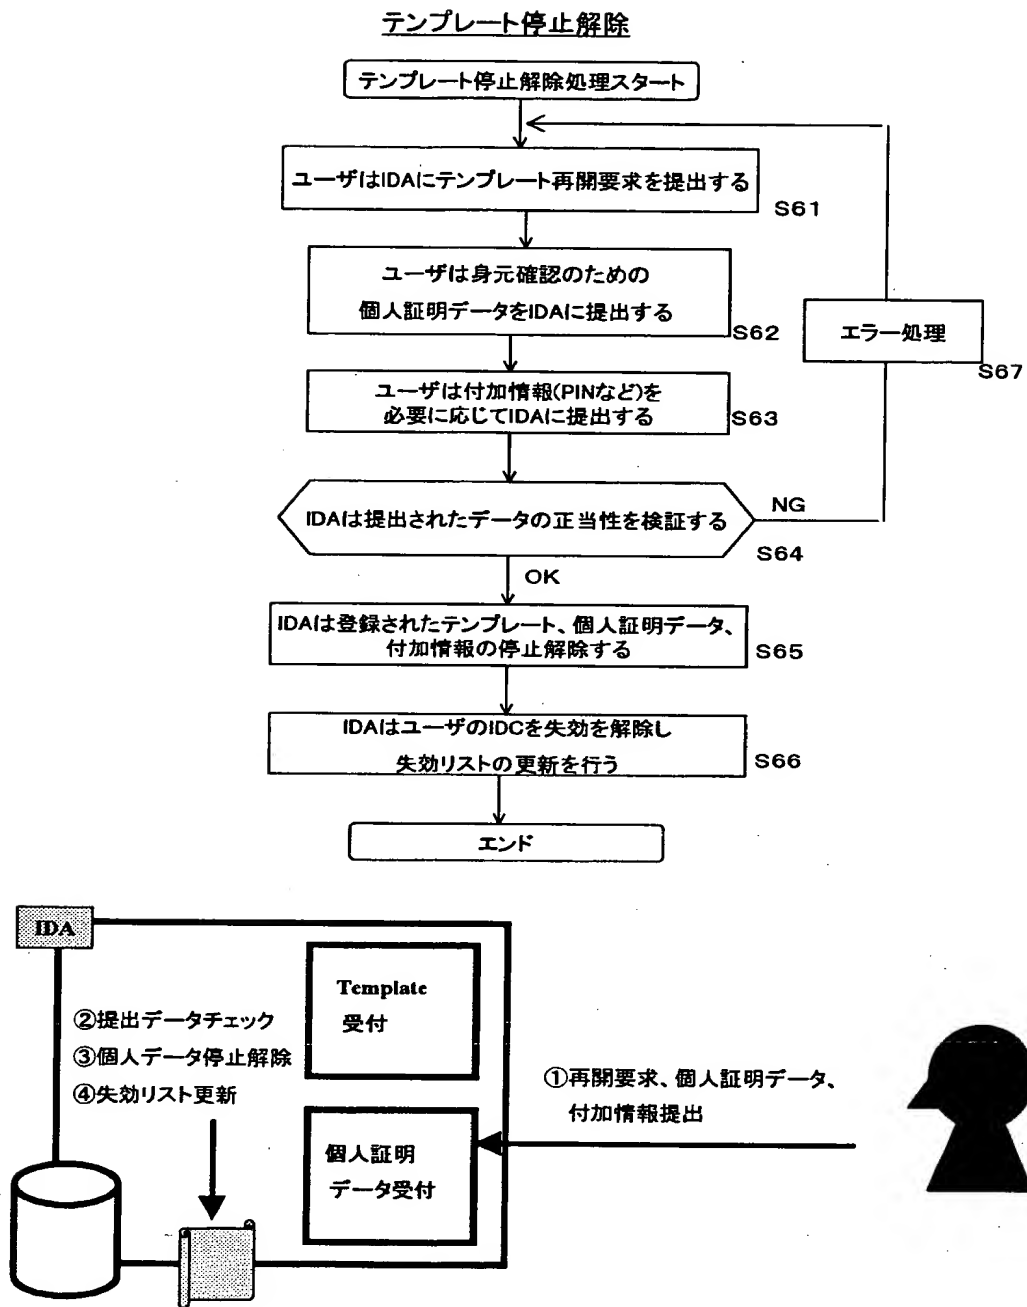 テンプレート停止解除
テンプレート停止解除処理スタート
ユーザはIDAにテンプレート再開要求を提出する
S61
ユーザは身元確認のための
個人証明データをIDAに提出する
S62
エラー処理
S67
ユーザは付加情報(PINなど)を
必要に応じてIDAに提出する
S63
IDAは提出されたデータの正当性を検証する
NG
S64
OK
IDAは登録されたテンプレート、個人証明データ、
付加情報の停止解除する
S65
IDAはユーザのIDCを失効を解除し
失効リストの更新を行う
S66
エンド
IDA
Template
受付
②提出データチェック
③個人データ停止解除
④失効リスト更新
①再開要求、個人証明データ、
付加情報提出
個人証明
データ受付